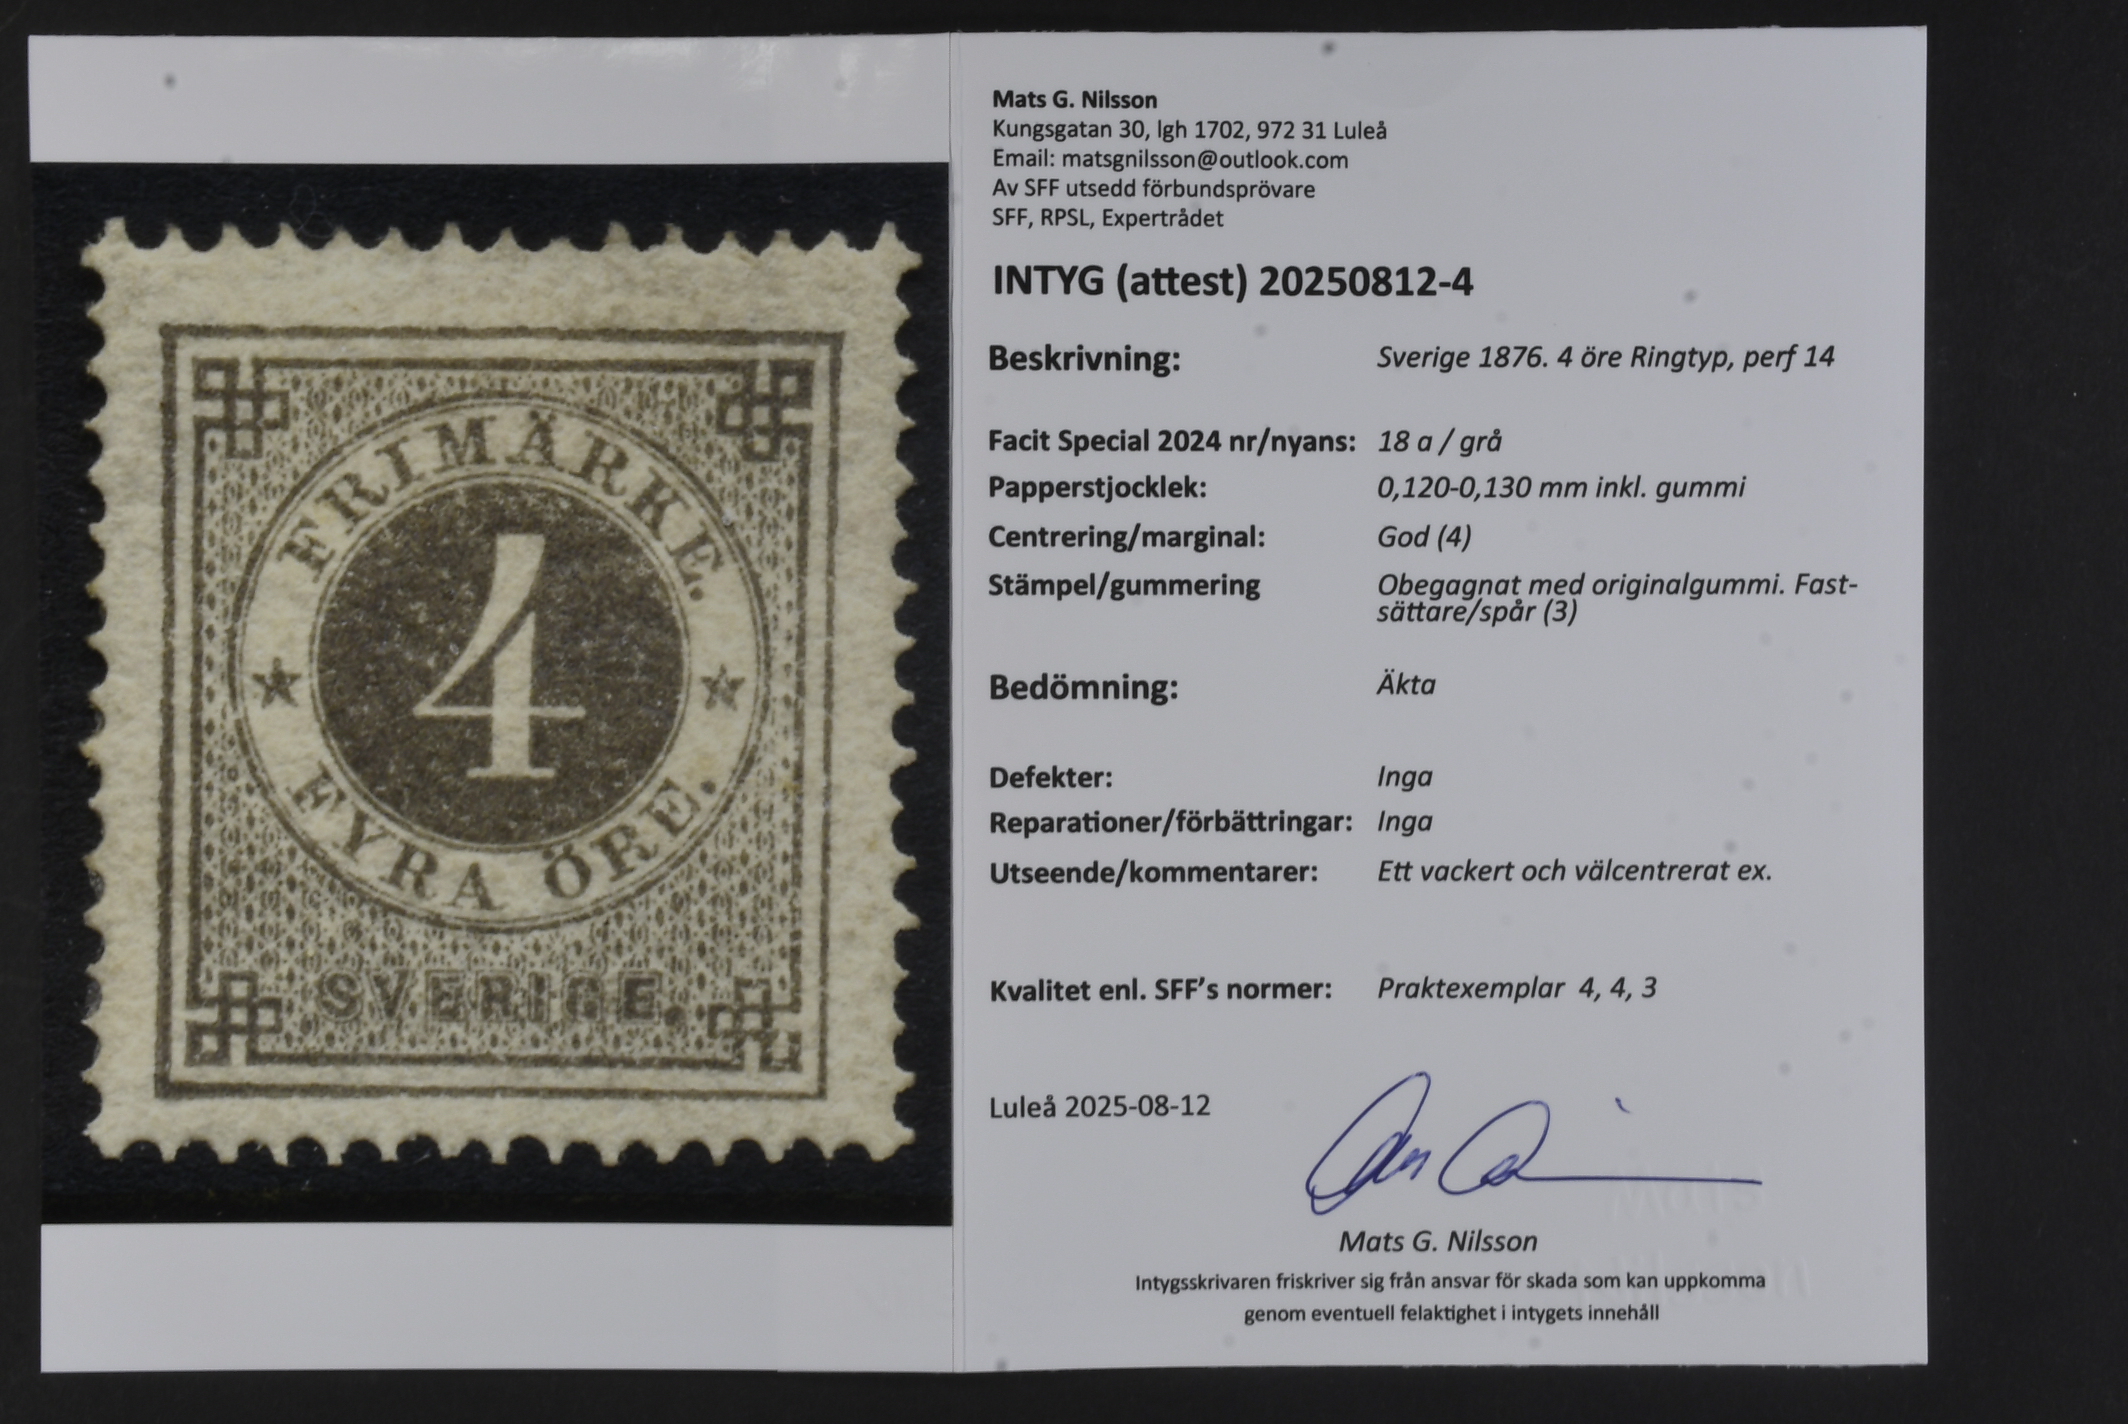 FRIMÄRKE.
4
FYRA ÖRE.
SVERIGE.
Mats G. Nilsson
Kungsgatan 30, lgh 1702, 972 31 Luleå
Email: matsgnilsson@outlook.com
Av SFF utsedd förbundsprövare
SFF, RPSL, Expertrådet
INTYG (attest) 20250812-4
Beskrivning: Sverige 1876. 4 öre Ringtyp, perf 14
Facit Special 2024 nr/nyans: 18 a / grå
Papperstjocklek: 0,120-0,130 mm inkl. gummi
Centrering/marginal: God (4)
Stämpel/gummering Obegagnat med originalgummi. Fast-
sättare/spår (3)
Bedömning: Äkta
Defekter: Inga
Reparationer/förbättringar: Inga
Utseende/kommentarer: Ett vackert och välcentrerat ex.
Kvalitet enl. SFF's normer: Praktexemplar 4, 4, 3
Luleå 2025-08-12
Mats G. Nilsson
Intygsskrivaren friskriver sig från ansvar för skada som kan uppkomma
genom eventuell felaktighet i intygets innehåll